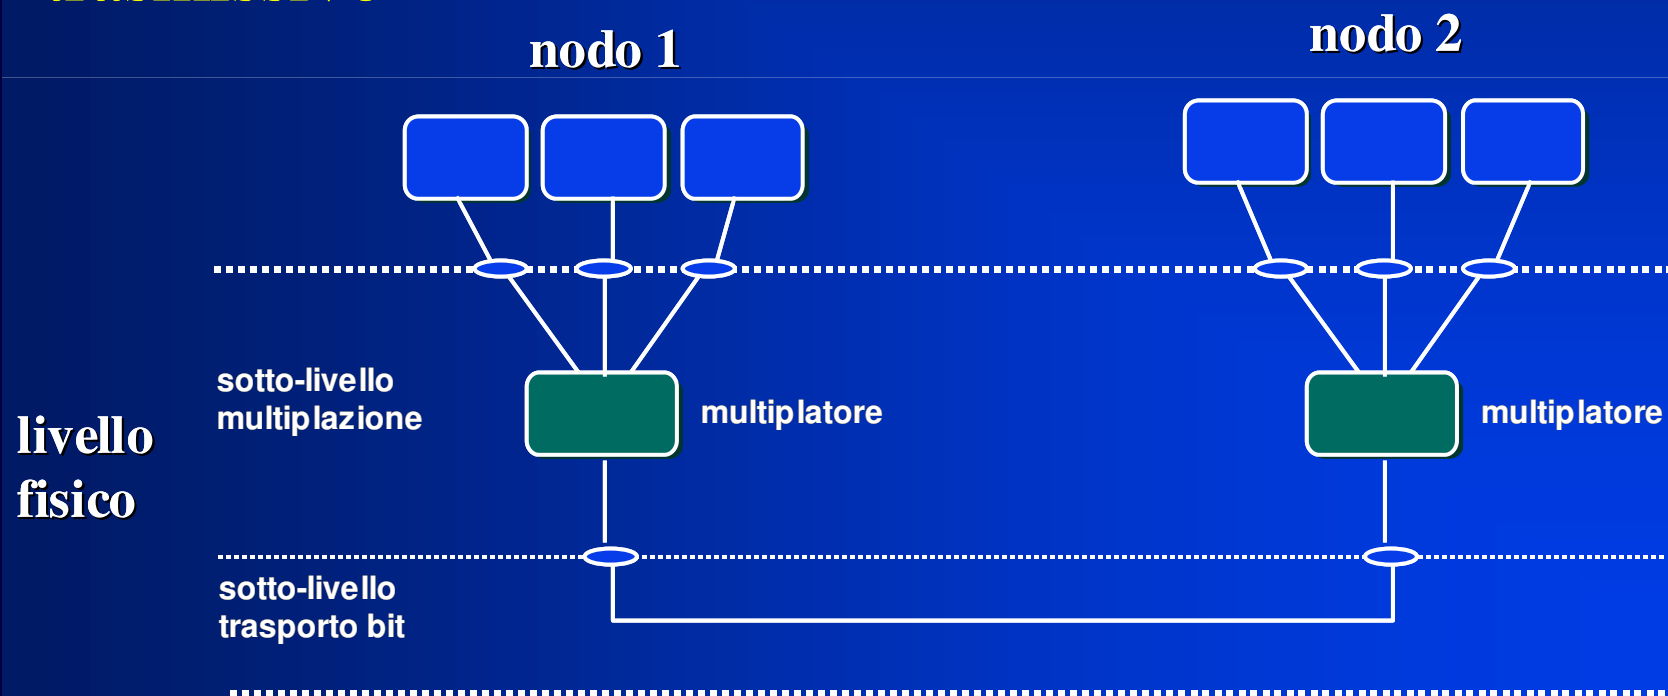 nodo 1
nodo 2
sotto-livello
multiplazione
multiplatore
multiplatore
livello
fisico
sotto-livello
trasporto bit